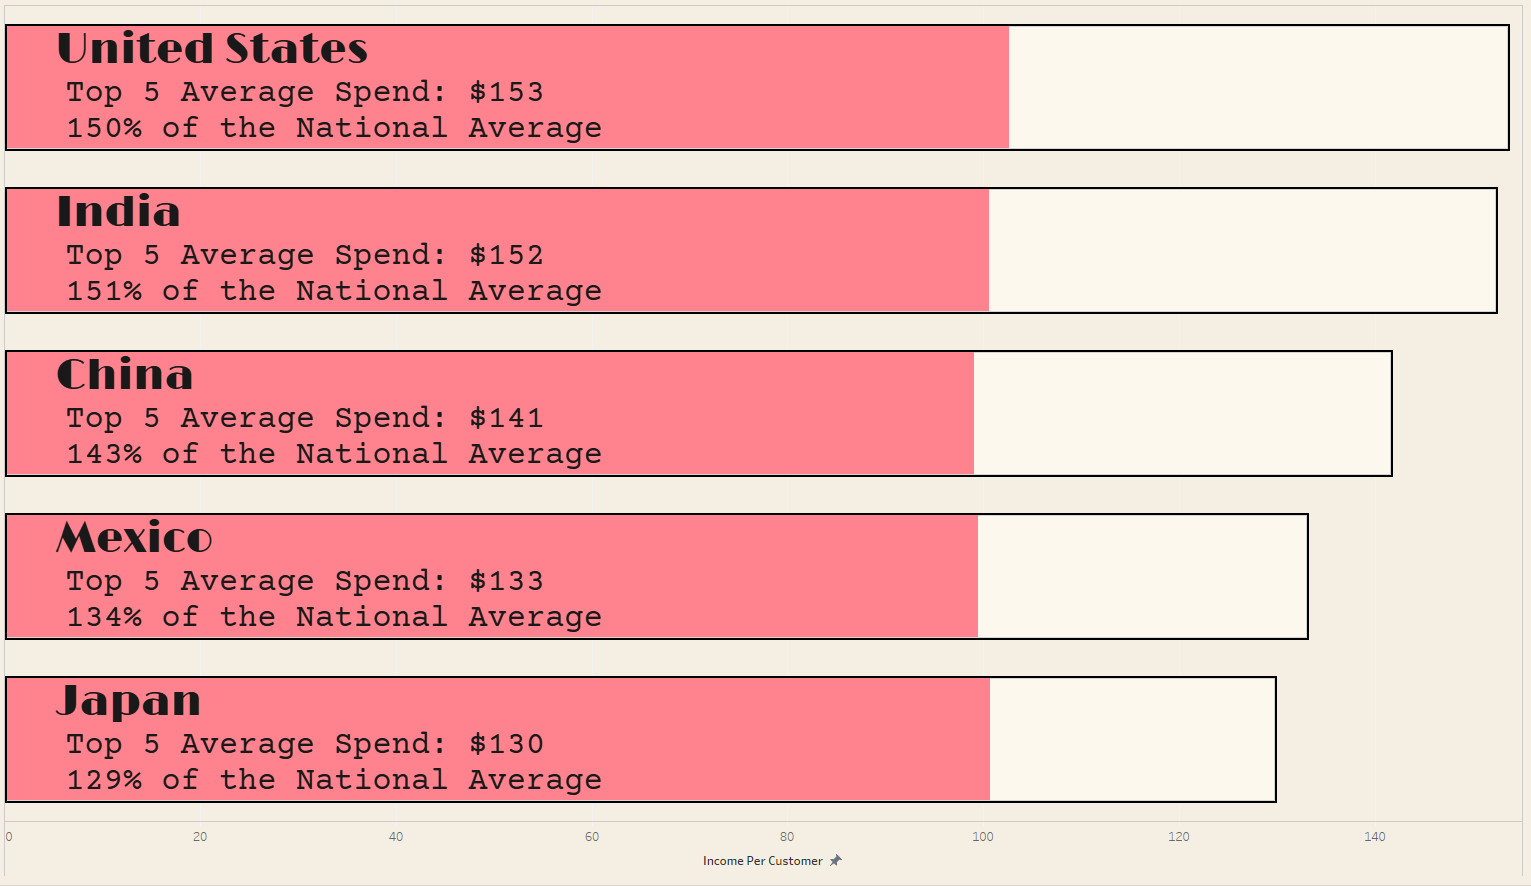 United States
Top 5 Average Spend: $153
150% of the National Average
India
Top 5 Average Spend: $152
151% of the National Average
China
Top 5 Average Spend: $141
143% of the National Average
Mexico
Top 5 Average Spend: $133
134% of the National Average
Japan
Top 5 Average Spend: $130
129% of the National Average
0 20 40 60 80 100 120 140
Income Per Customer